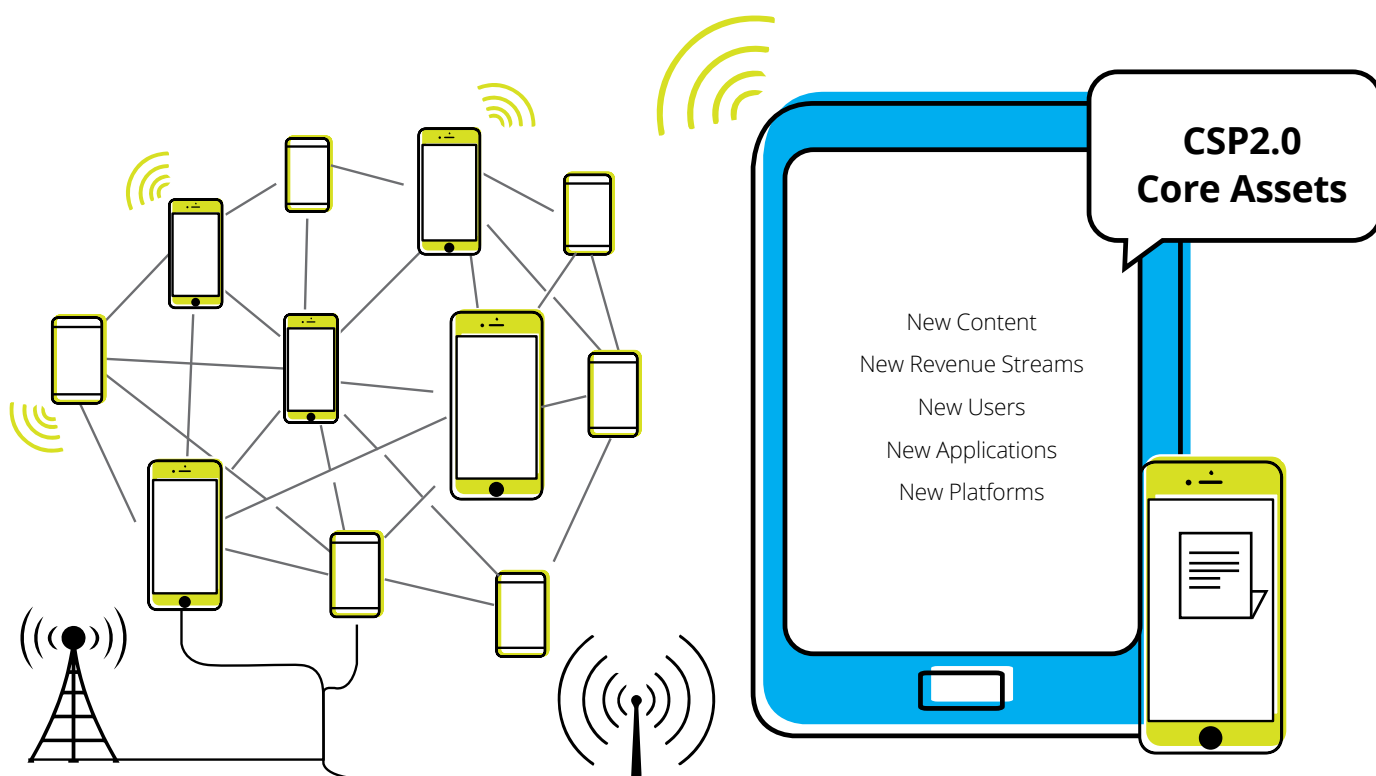 CSP2.0
Core Assets
New Content
New Revenue Streams
New Users
New Applications
New Platforms